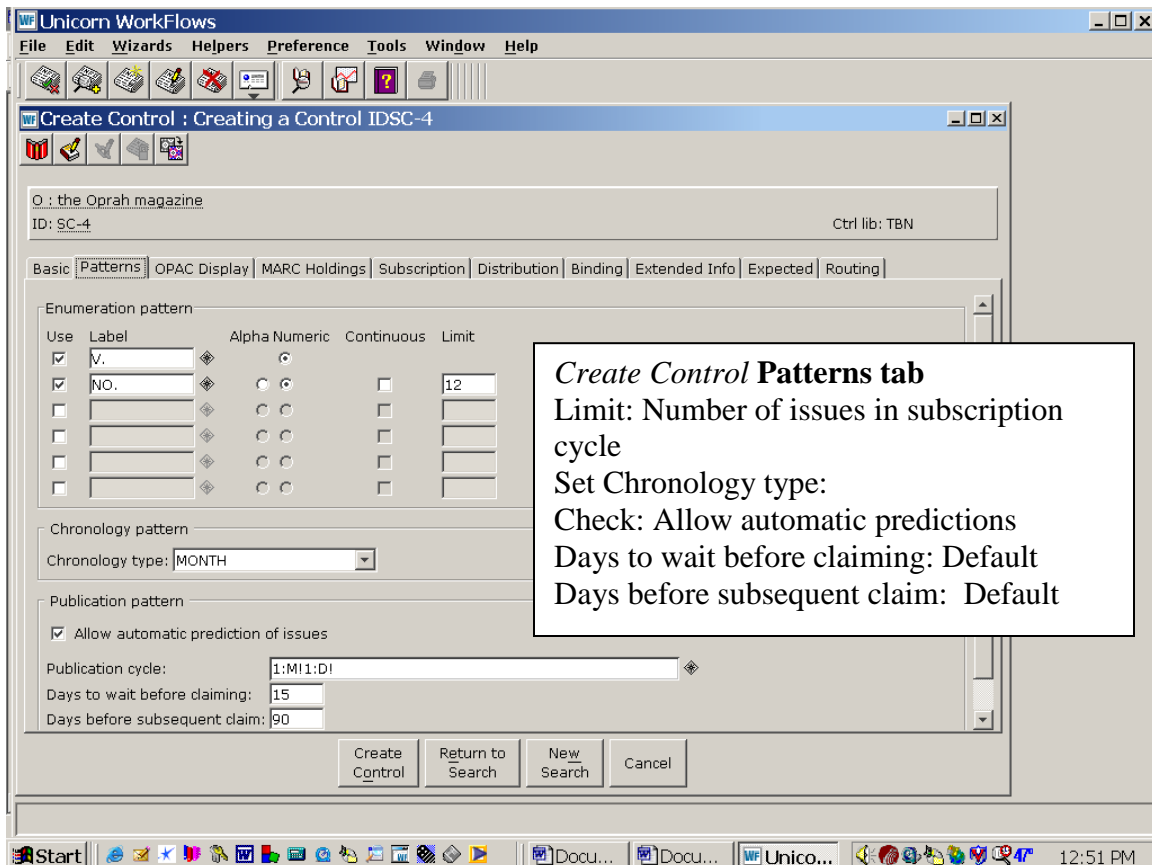 Unicorn WorkFlows
File Edit Wizards Helpers Preference Tools Window Help
Create Control : Creating a Control IDSC-4
O : the Oprah magazine
ID: SC-4 Ctrl lib: TBN
Basic Patterns OPAC Display MARC Holdings Subscription Distribution Binding Extended Info Expected Routing
Enumeration pattern
Use Label Alpha Numeric Continuous Limit
V.
NO. 12
Chronology pattern
Chronology type: MONTH
Publication pattern
Allow automatic prediction of issues
Publication cycle: 1:M!1:D!
Days to wait before claiming: 15
Days before subsequent claim: 90
Create Control Patterns tab
Limit: Number of issues in subscription
cycle
Set Chronology type:
Check: Allow automatic predictions
Days to wait before claiming: Default
Days before subsequent claim: Default
Create Control
Return to Search
New Search
Cancel
Start Docu... Docu... Unico... 47° 12:51 PM